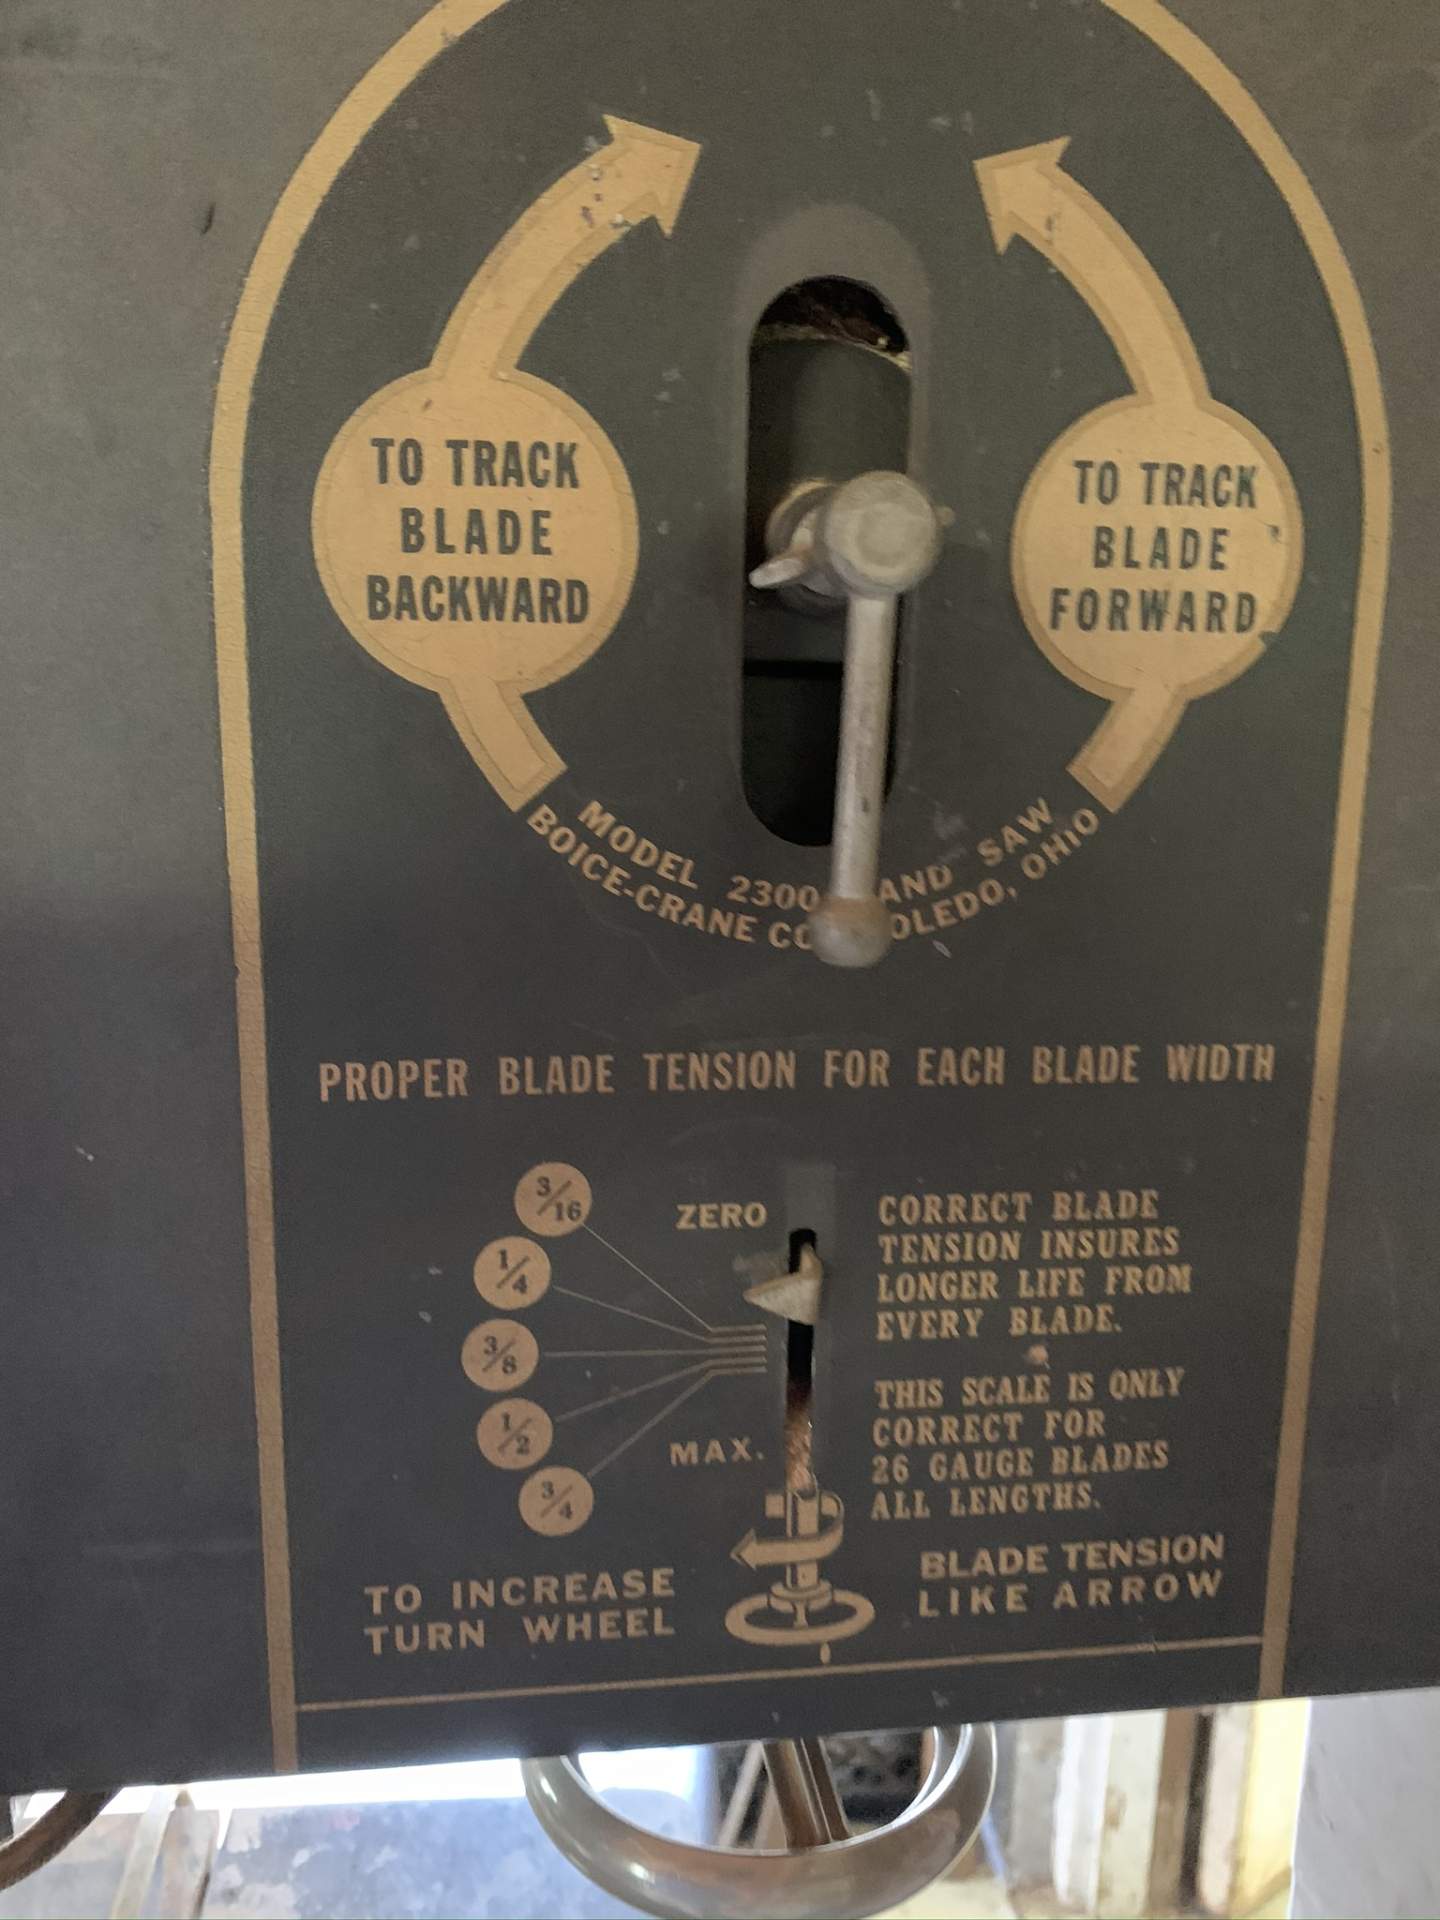 TO TRACK
BLADE
BACKWARD
TO TRACK
BLADE
FORWARD
MODEL 2300 SAW
BOICE-CRANE OHIO
PROPER BLADE TENSION FOR EACH BLADE WIDTH
3/16
1/4
3/8
1/2
3/4
ZERO
MAX.
CORRECT BLADE
TENSION INSURES
LONGER LIFE FROM
EVERY BLADE.
THIS SCALE IS ONLY
CORRECT FOR
26 GAUGE BLADES
ALL LENGTHS.
TO INCREASE
TURN WHEEL
BLADE TENSION
LIKE ARROW